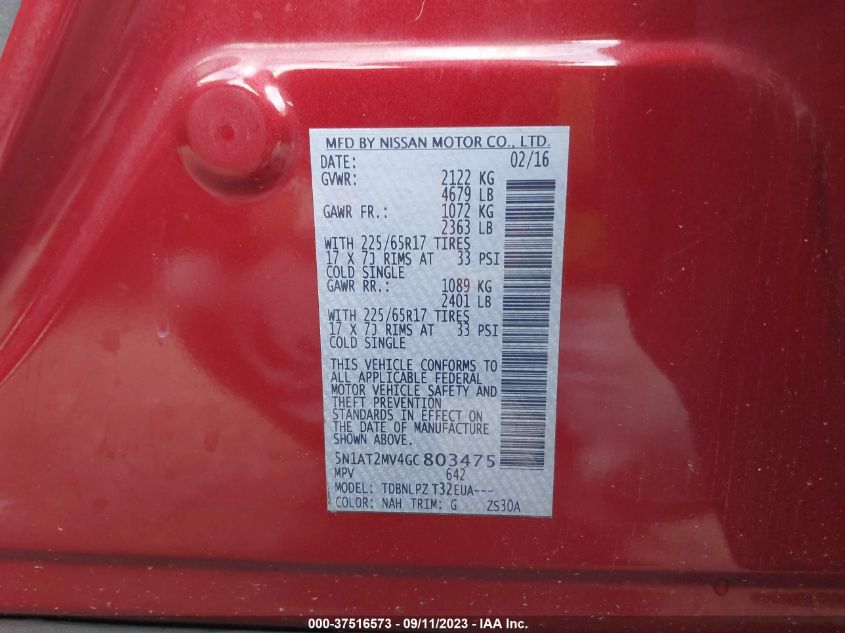 MFD BY NISSAN MOTOR CO., LTD.
DATE: 02/16
GVWR: 2122 KG
4679 LB
GAWR FR.: 1072 KG
2363 LB
WITH 225/65R17 TIRES
17 X 7J RIMS AT 33 PSI
COLD SINGLE
GAWR RR.: 1089 KG
2401 LB
WITH 225/65R17 TIRES
17 X 7J RIMS AT 33 PSI
COLD SINGLE
THIS VEHICLE CONFORMS TO
ALL APPLICABLE FEDERAL
MOTOR VEHICLE SAFETY AND
THEFT PREVENTION
STANDARDS IN EFFECT ON
THE DATE OF MANUFACTURE
SHOWN ABOVE.
5N1AT2MV4GC803475
MPV 642
MODEL: TDBNLPZ T32EUA---
COLOR: NAH TRIM: G ZS30A
000-37516573 - 09/11/2023 - IAA Inc.